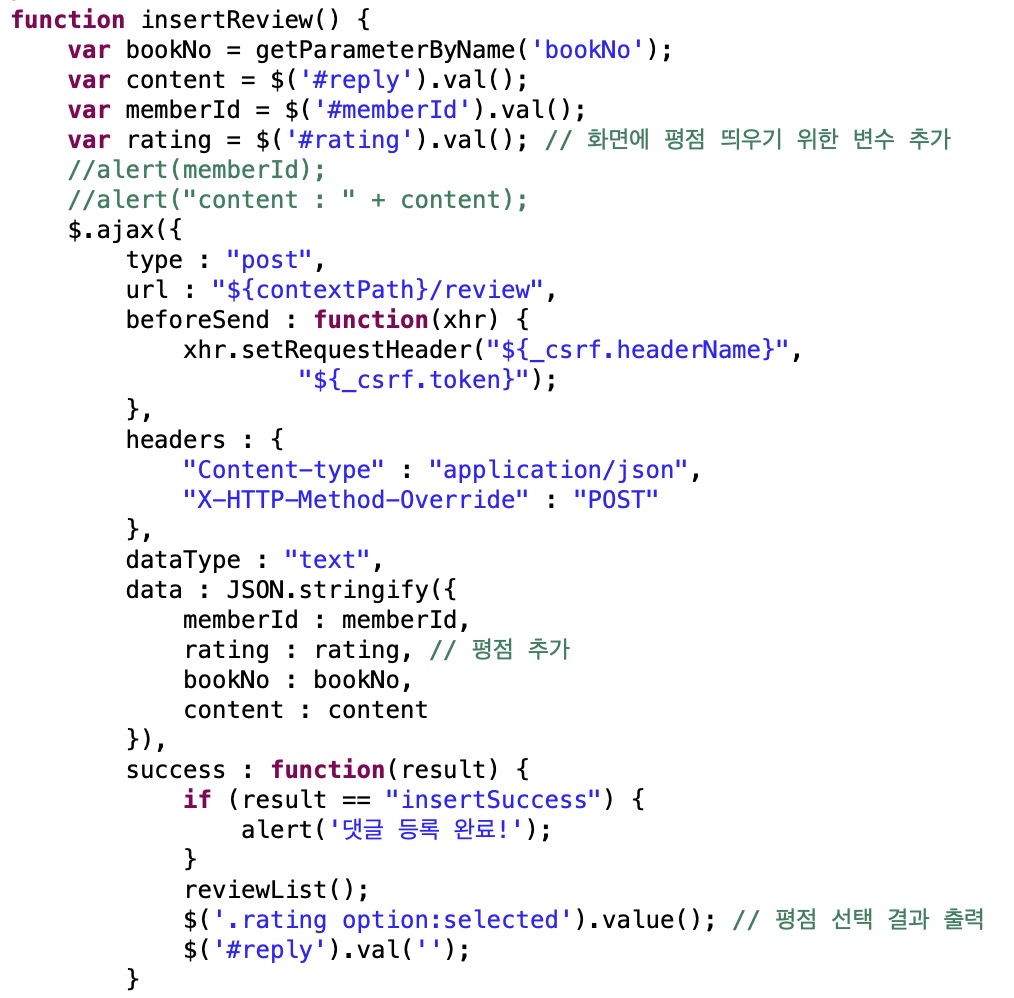 function insertReview() {
    var bookNo = getParameterByName('bookNo');
    var content = $('#reply').val();
    var memberId = $('#memberId').val();
    var rating = $('#rating').val(); // 화면에 평점 띄우기 위한 변수 추가
    //alert(memberId);
    //alert("content : " + content);
    $.ajax({
        type : "post",
        url : "${contextPath}/review",
        beforeSend : function(xhr) {
            xhr.setRequestHeader("${_csrf.headerName}",
                    "${_csrf.token}");
        },
        headers : {
            "Content-type" : "application/json",
            "X-HTTP-Method-Override" : "POST"
        },
        dataType : "text",
        data : JSON.stringify({
            memberId : memberId,
            rating : rating, // 평점 추가
            bookNo : bookNo,
            content : content
        }),
        success : function(result) {
            if (result == "insertSuccess") {
                alert('댓글 등록 완료!');
            }
            reviewList();
            $('.rating option:selected').value(); // 평점 선택 결과 출력
            $('#reply').val('');
        }